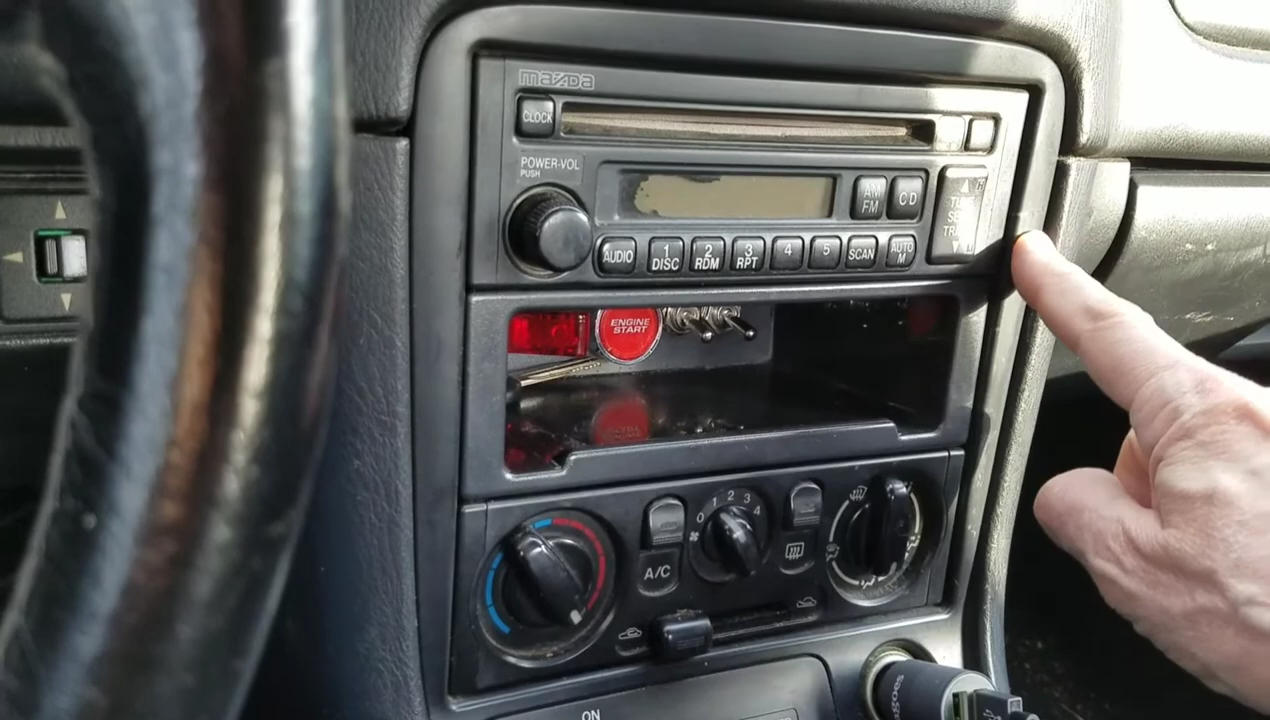 mazda
CLOCK
POWER-VOL
PUSH
AM
FM
CD
AUDIO
1
DISC
2
RDM
3
RPT
4
5
SCAN
AUTO
M
ENGINE
START
0
1
2
3
4
A/C
ON